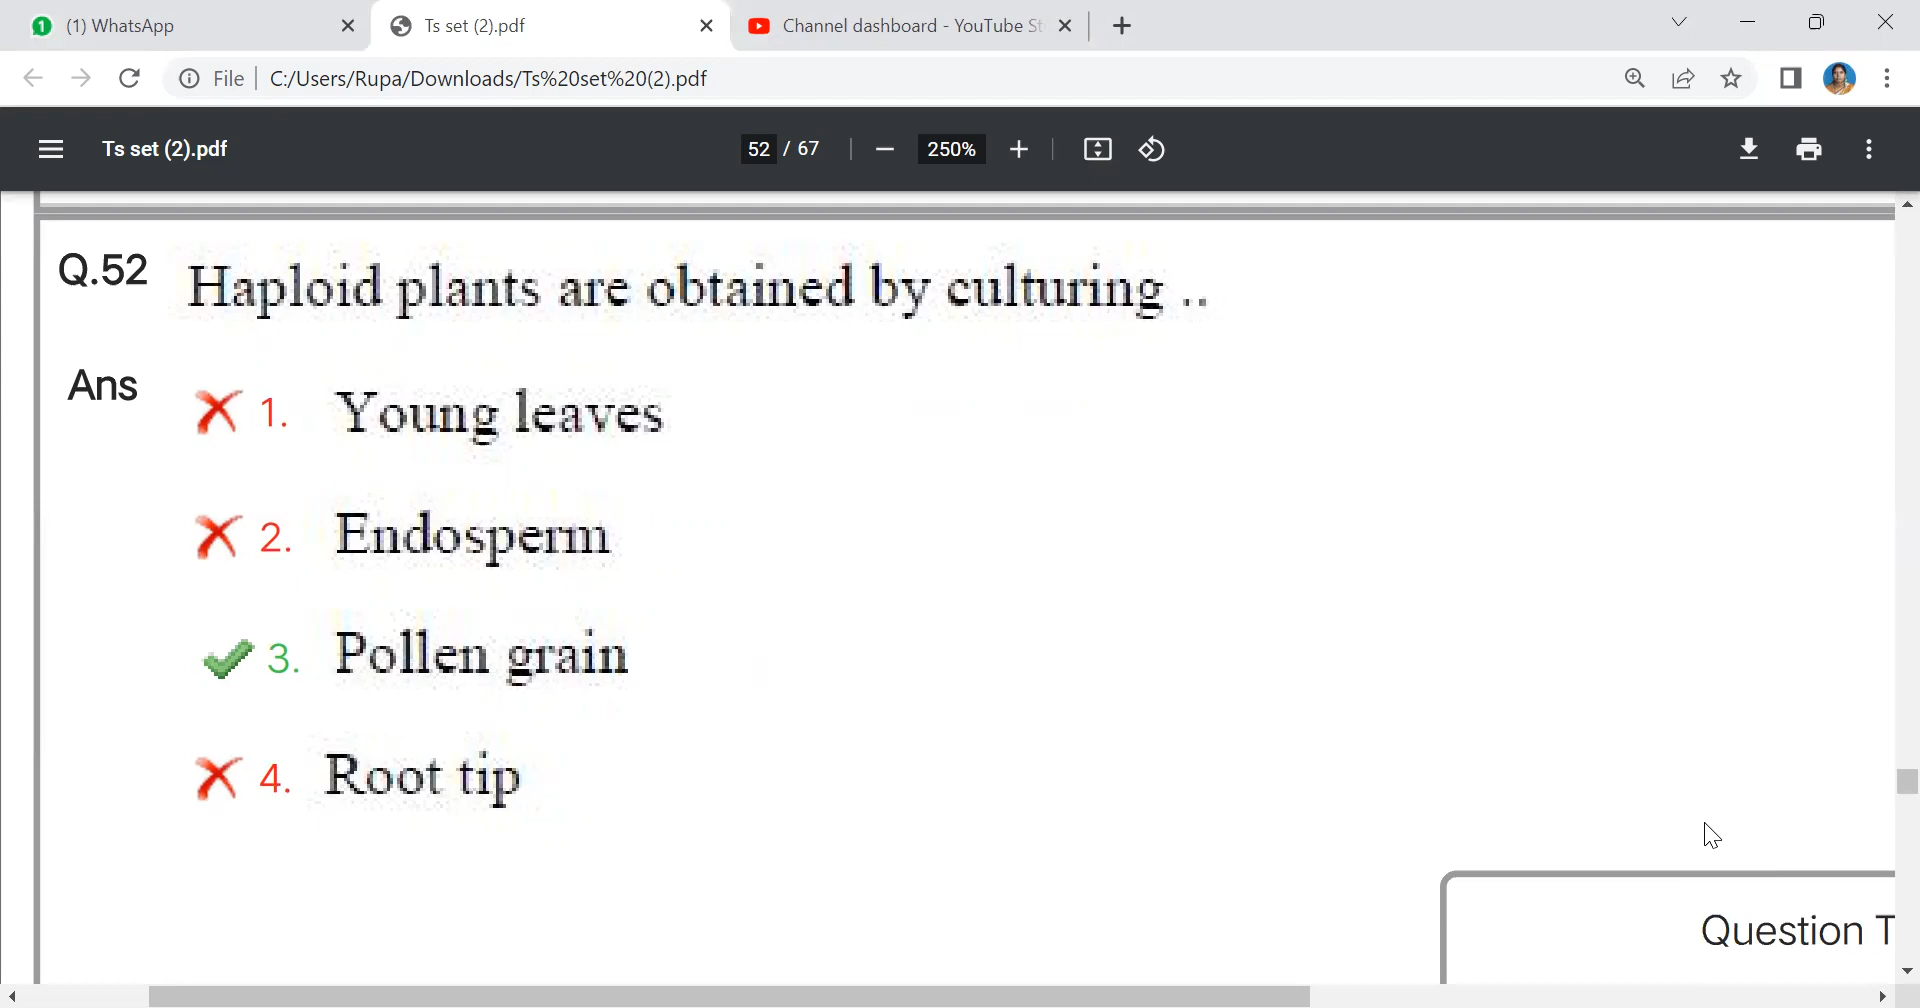 (1) WhatsApp
Ts set (2).pdf
Channel dashboard - YouTube St
File
C:/Users/Rupa/Downloads/Ts%20set%20(2).pdf
Ts set (2).pdf
52 / 67
250%
Q.52 Haploid plants are obtained by culturing ..
Ans
1. Young leaves
2. Endosperm
3. Pollen grain
4. Root tip
Question T